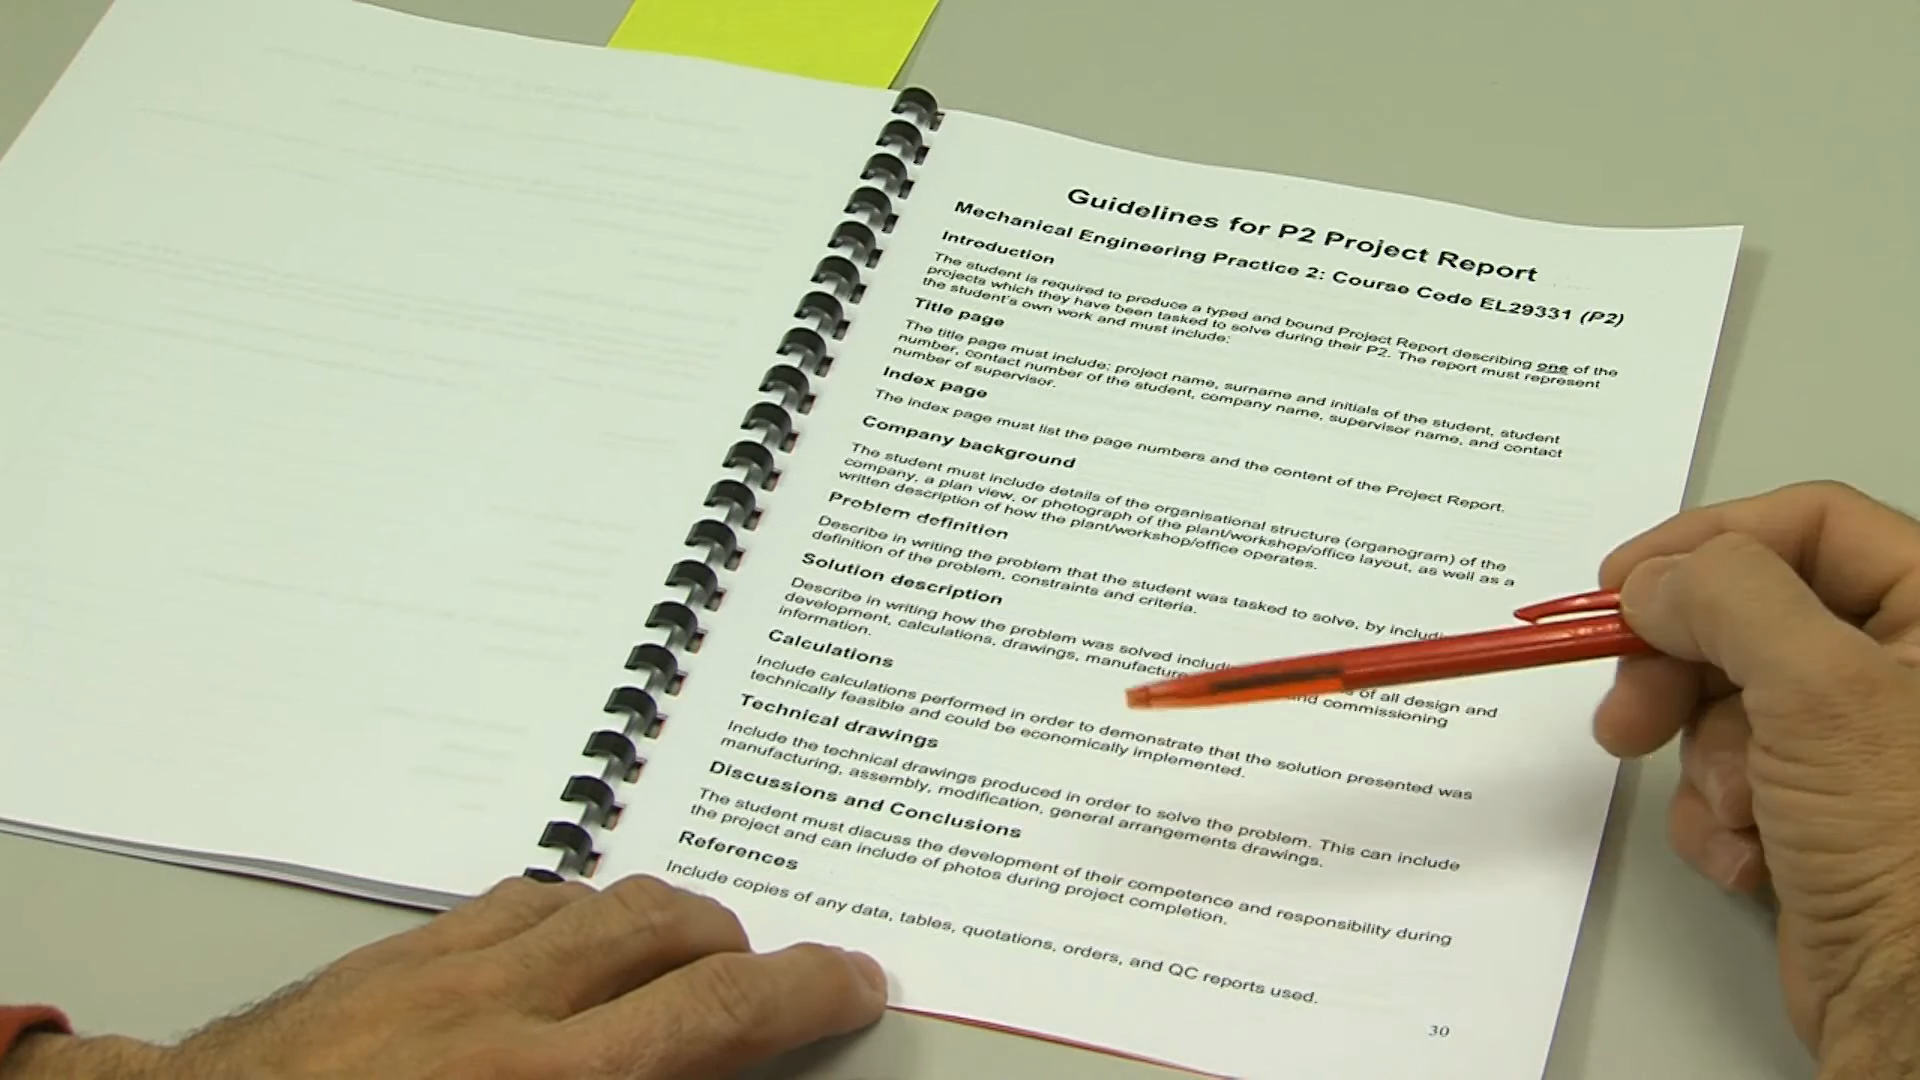 Guidelines for P2 Project Report
Mechanical Engineering Practice 2: Course Code EL29331 (P2)
Introduction
The student is required to produce a typed and bound Project Report describing one of the
projects which they have been tasked to solve during their P2. The report must represent
the student's own work and must include:
Title page
The title page must include: project name, surname and initials of the student, student
number, contact number of the student, company name, supervisor name, and contact
number of supervisor.
Index page
The index page must list the page numbers and the content of the Project Report.
Company background
The student must include details of the organisational structure (organogram) of the
company, a plan view, or photograph of the plant/workshop/office layout, as well as a
written description of how the plant/workshop/office operates.
Problem definition
Describe in writing the problem that the student was tasked to solve, by
definition of the problem, constraints and criteria.
Solution description
Describe in writing how the problem was solved of all design and
development, calculations, drawings, manufacture and commissioning
information.
Calculations
Include calculations performed in order to demonstrate that the solution presented was
technically feasible and could be economically implemented.
Technical drawings
Include the technical drawings produced in order to solve the problem. This can include
manufacturing, assembly, modification, general arrangements drawings.
Discussions and Conclusions
The student must discuss the development of their competence and responsibility during
the project and can include of photos during project completion.
References
Include copies of any data, tables, quotations, orders, and QC reports used.
30